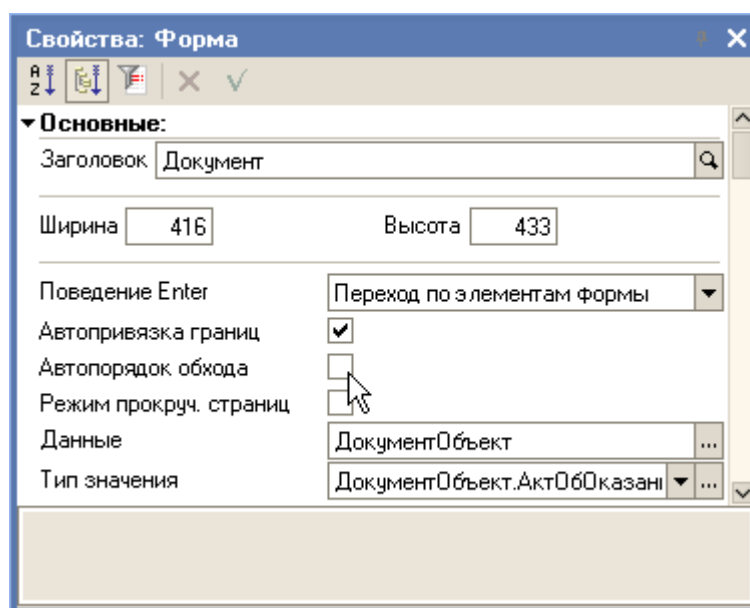 Свойства: Форма
Основные:
Заголовок Документ
Ширина 416 Высота 433
Поведение Enter Переход по элементам формы
Автопривязка границ
Автопорядок обхода
Режим прокруч. страниц
Данные ДокументОбъект ...
Тип значения ДокументОбъект.АктОбОказани ...